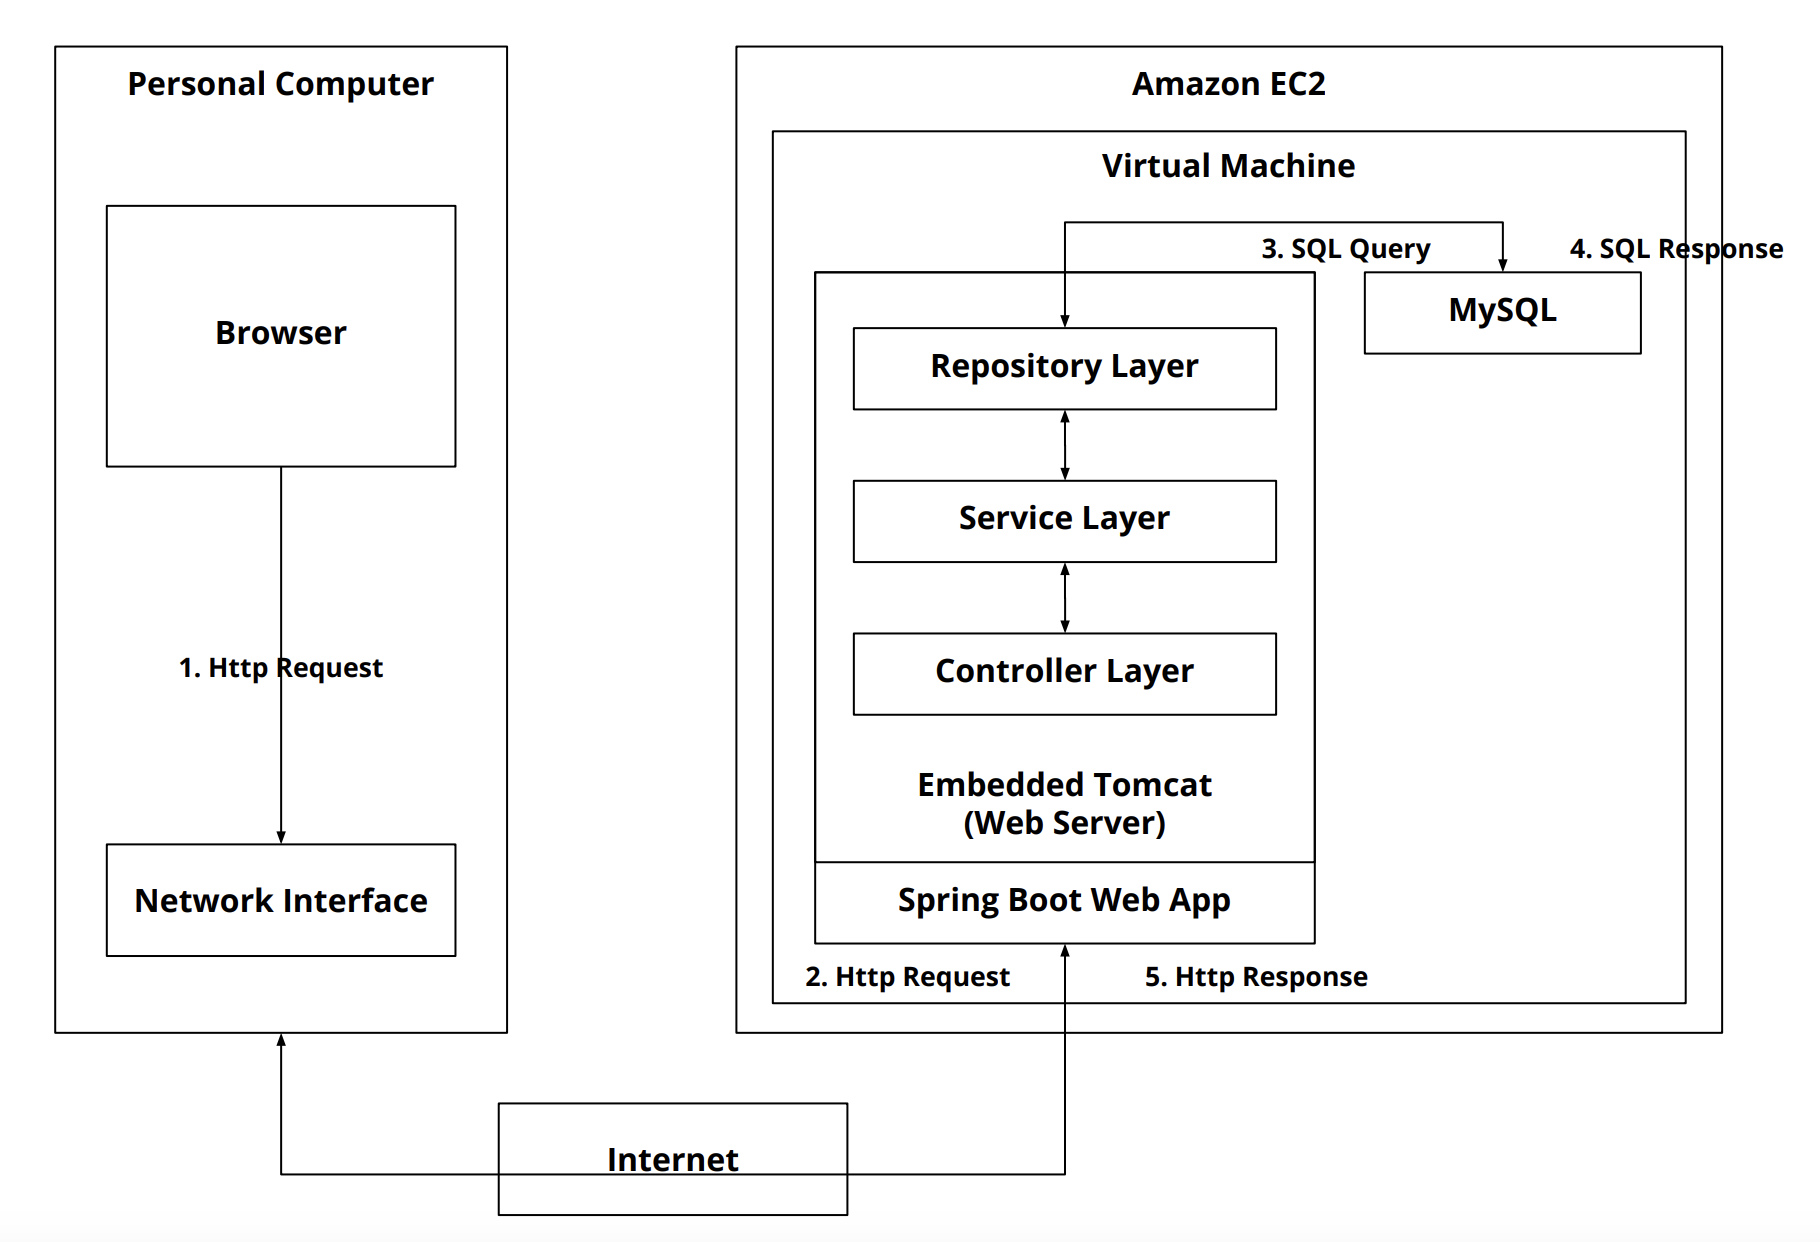 Personal Computer
Browser
1. Http Request
Network Interface
Amazon EC2
Virtual Machine
3. SQL Query
4. SQL Response
MySQL
Repository Layer
Service Layer
Controller Layer
Embedded Tomcat
(Web Server)
Spring Boot Web App
2. Http Request
5. Http Response
Internet